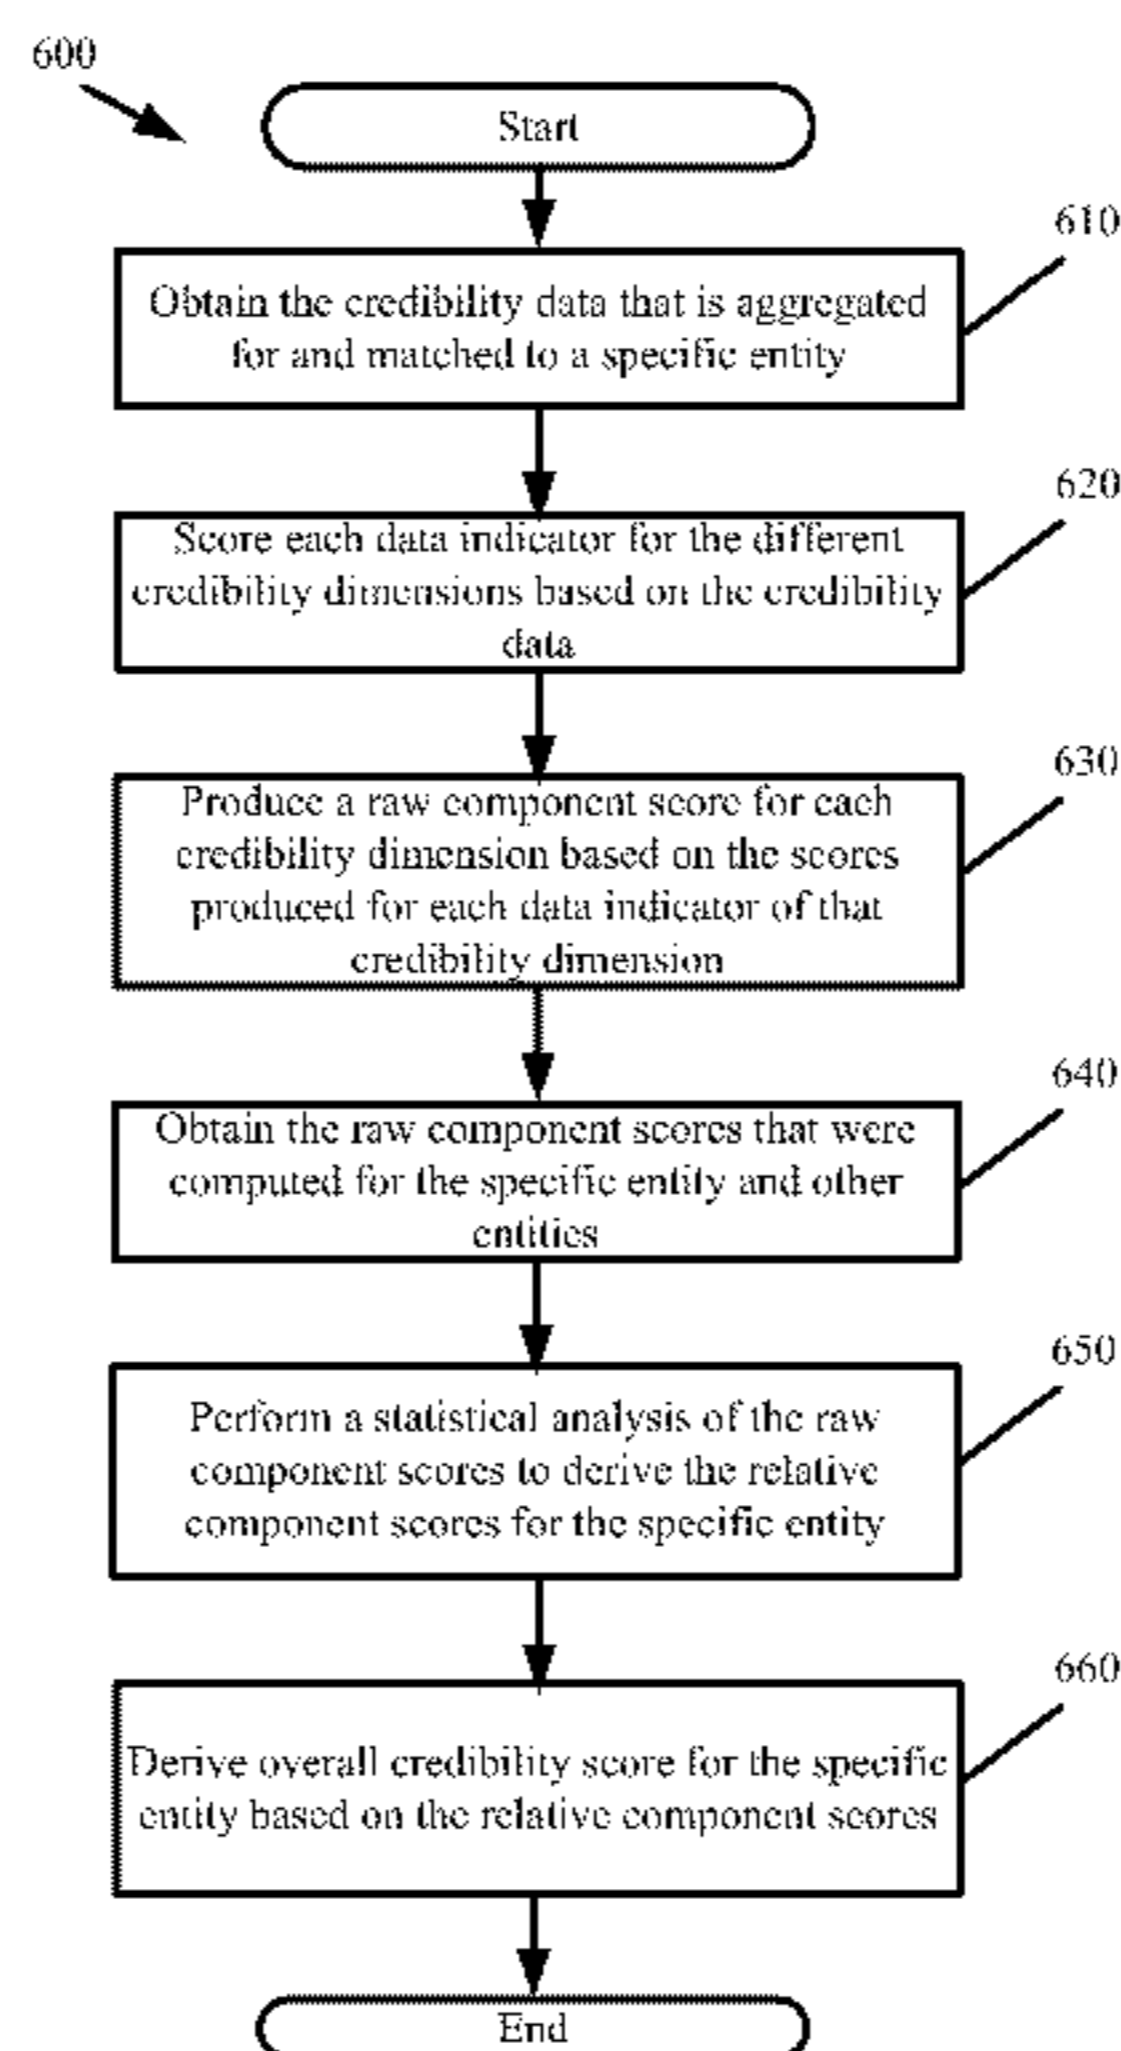 600
Start
610
Obtain the credibility data that is aggregated
for and matched to a specific entity
620
Score each data indicator for the different
credibility dimensions based on the credibility
data
630
Produce a raw component score for each
credibility dimension based on the scores
produced for each data indicator of that
credibility dimension
640
Obtain the raw component scores that were
computed for the specific entity and other
entities
650
Perform a statistical analysis of the raw
component scores to derive the relative
component scores for the specific entity
660
Derive overall credibility score for the specific
entity based on the relative component scores
End